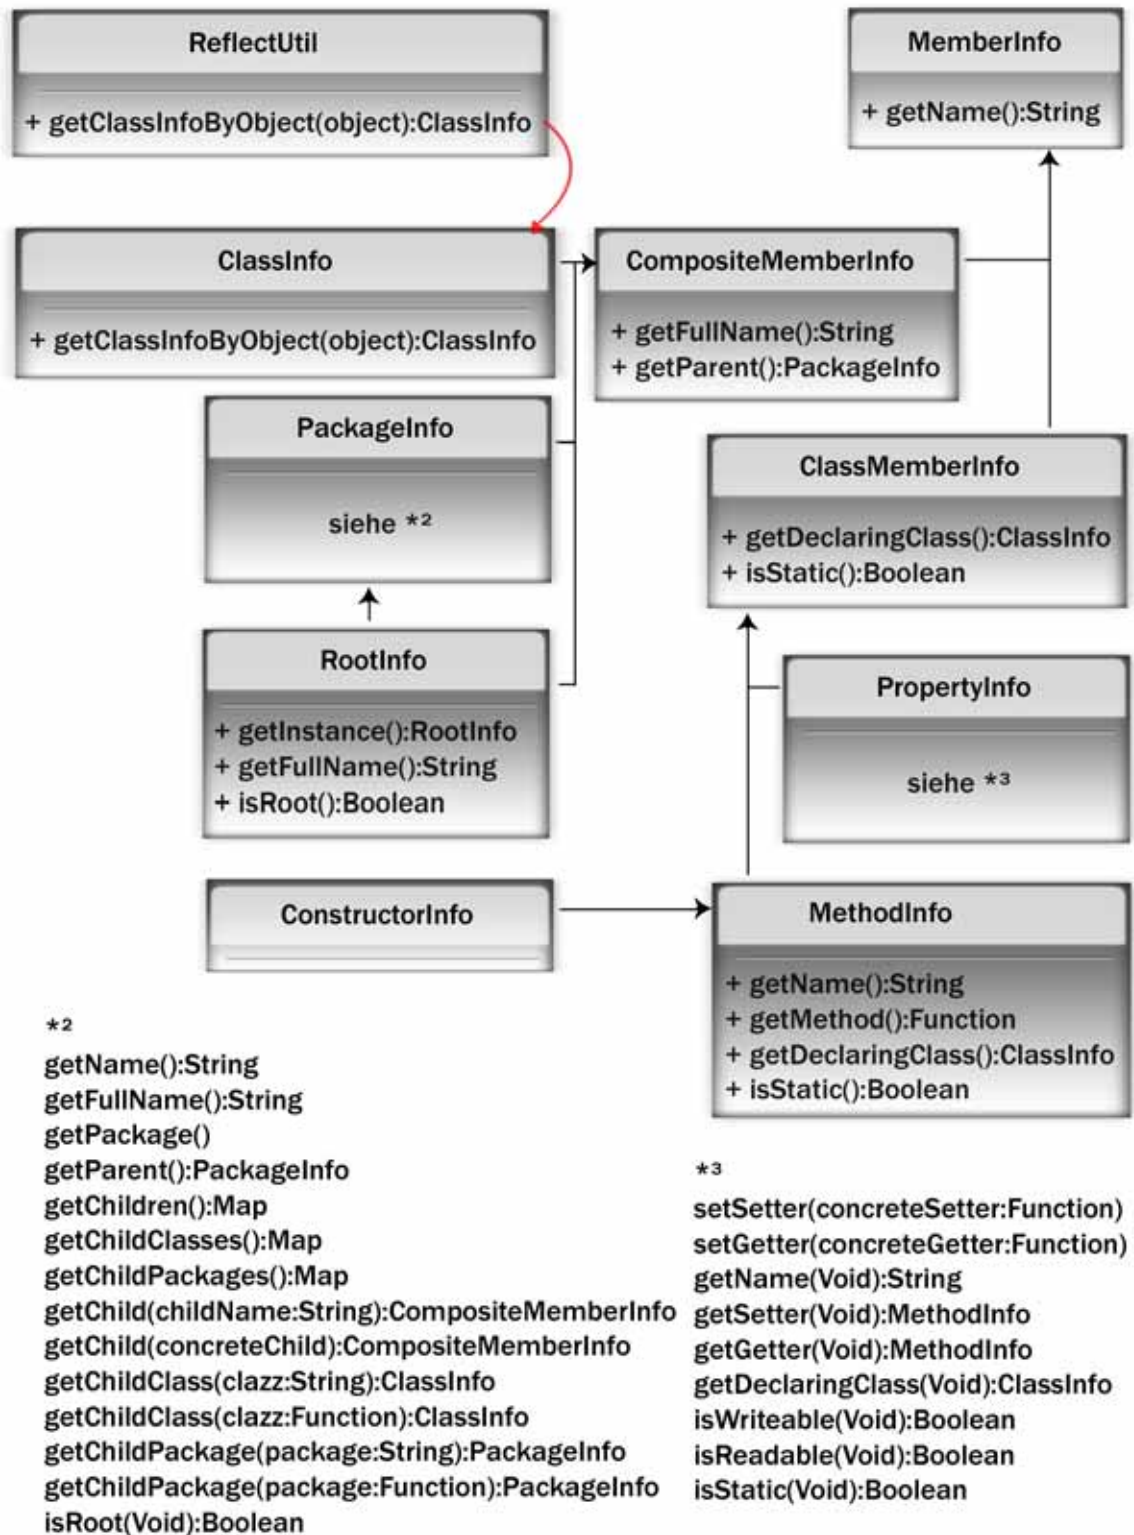 ReflectUtil
+ getClassInfoByObject(object):ClassInfo
MemberInfo
+ getName():String
ClassInfo
+ getClassInfoByObject(object):ClassInfo
CompositeMemberInfo
+ getFullName():String
+ getParent():PackageInfo
PackageInfo
siehe *²
ClassMemberInfo
+ getDeclaringClass():ClassInfo
+ isStatic():Boolean
RootInfo
+ getInstance():RootInfo
+ getFullName():String
+ isRoot():Boolean
PropertyInfo
siehe *³
ConstructorInfo
MethodInfo
+ getName():String
+ getMethod():Function
+ getDeclaringClass():ClassInfo
+ isStatic():Boolean
*²
getName():String
getFullName():String
getPackage()
getParent():PackageInfo
getChildren():Map
getChildClasses():Map
getChildPackages():Map
getChild(childName:String):CompositeMemberInfo
getChild(concreteChild):CompositeMemberInfo
getChildClass(clazz:String):ClassInfo
getChildClass(clazz:Function):ClassInfo
getChildPackage(package:String):PackageInfo
getChildPackage(package:Function):PackageInfo
isRoot(Void):Boolean
*³
setSetter(concreteSetter:Function)
setGetter(concreteGetter:Function)
getName(Void):String
getSetter(Void):MethodInfo
getGetter(Void):MethodInfo
getDeclaringClass(Void):ClassInfo
isWriteable(Void):Boolean
isReadable(Void):Boolean
isStatic(Void):Boolean